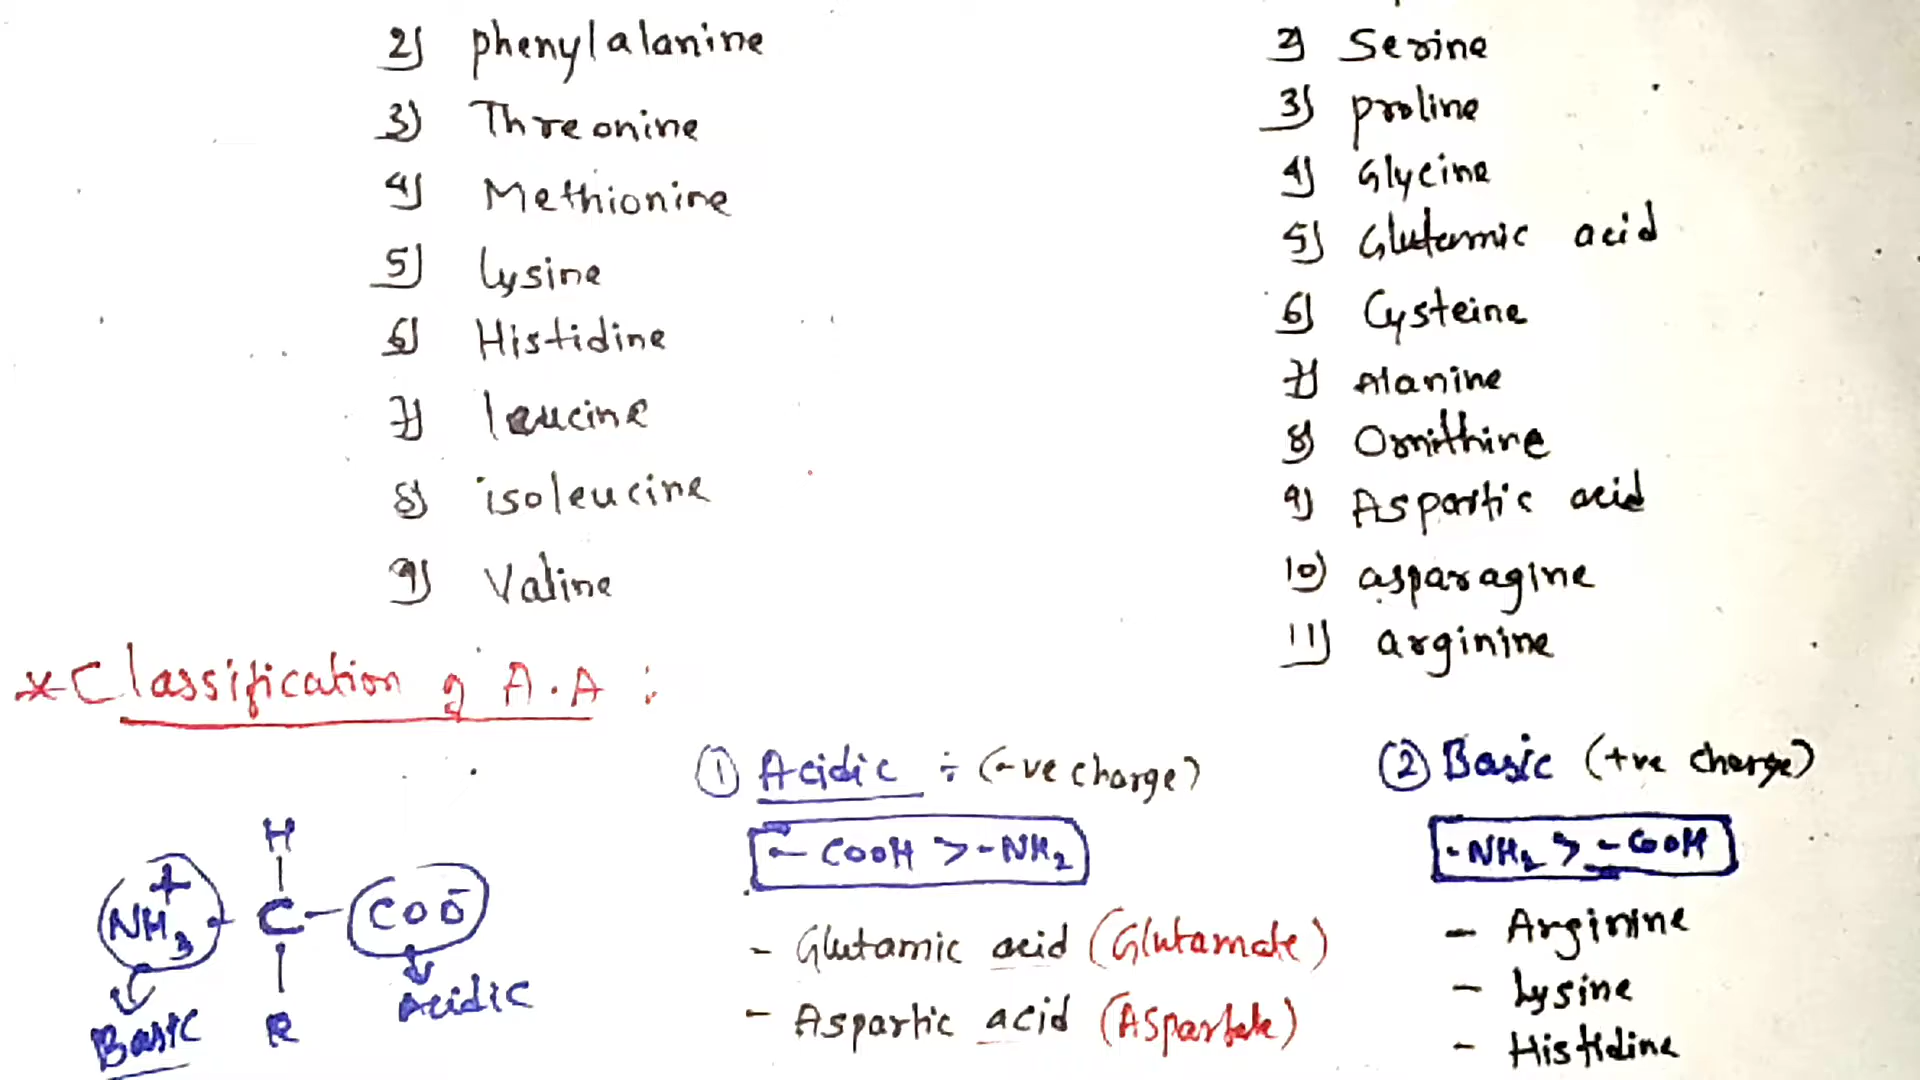 2) phenylalanine
3) Threonine
4) Methionine
5) Lysine
6) Histidine
7) leucine
8) isoleucine
9) Valine
2) Serine
3) proline
4) Glycine
5) Glutamic acid
6) Cysteine
7) Alanine
8) Ornithine
9) Aspartic acid
10) asparagine
11) arginine
* Classification of A.A :
H
NH3+ - C - COO-
R
Basic
Acidic
① Acidic ÷ (-ve charge)
- COOH > -NH2
- Glutamic acid (Glutamate)
- Aspartic acid (Aspartate)
② Basic (+ve charge)
-NH2 > -COOH
- Arginine
- Lysine
- Histidine